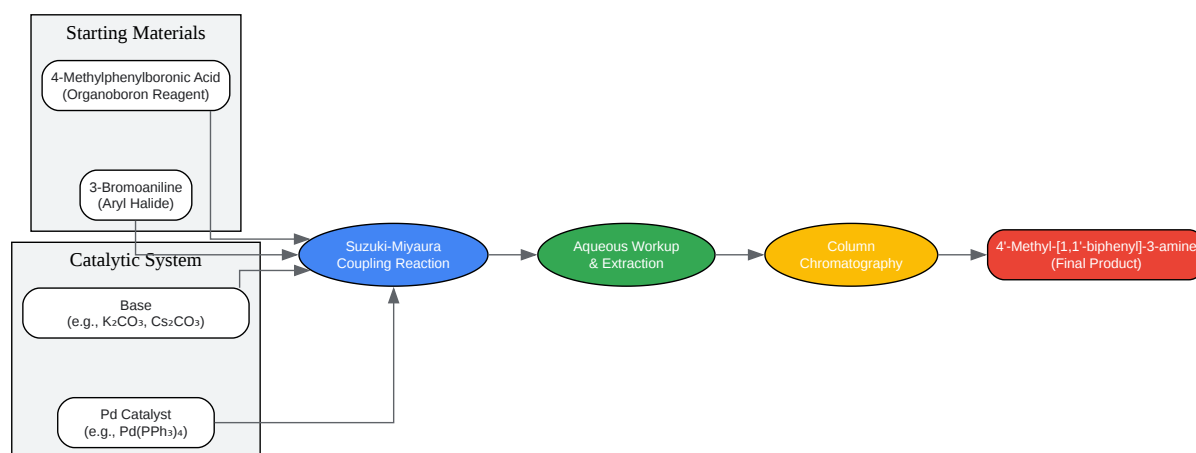 Starting Materials
4-Methylphenylboronic Acid
(Organoboron Reagent)
3-Bromoaniline
(Aryl Halide)
Catalytic System
Base
(e.g., K₂CO₃, Cs₂CO₃)
Pd Catalyst
(e.g., Pd(PPh₃)₄)
Suzuki-Miyaura
Coupling Reaction
Aqueous Workup
& Extraction
Column
Chromatography
4'-Methyl-[1,1'-biphenyl]-3-amine
(Final Product)